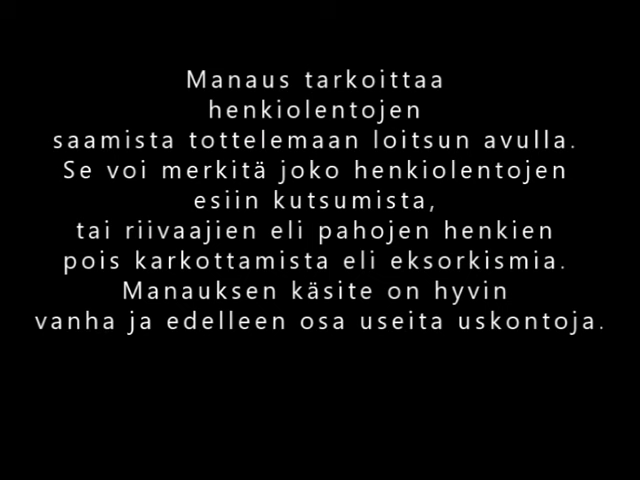 Manaus tarkoittaa
henkiolentojen
saamista tottelemaan loitsun avulla.
Se voi merkitä joko henkiolentojen
esiin kutsumista,
tai riivaajien eli pahojen henkien
pois karkottamista eli eksorkismia.
Manauksen käsite on hyvin
vanha ja edelleen osa useita uskontoja.